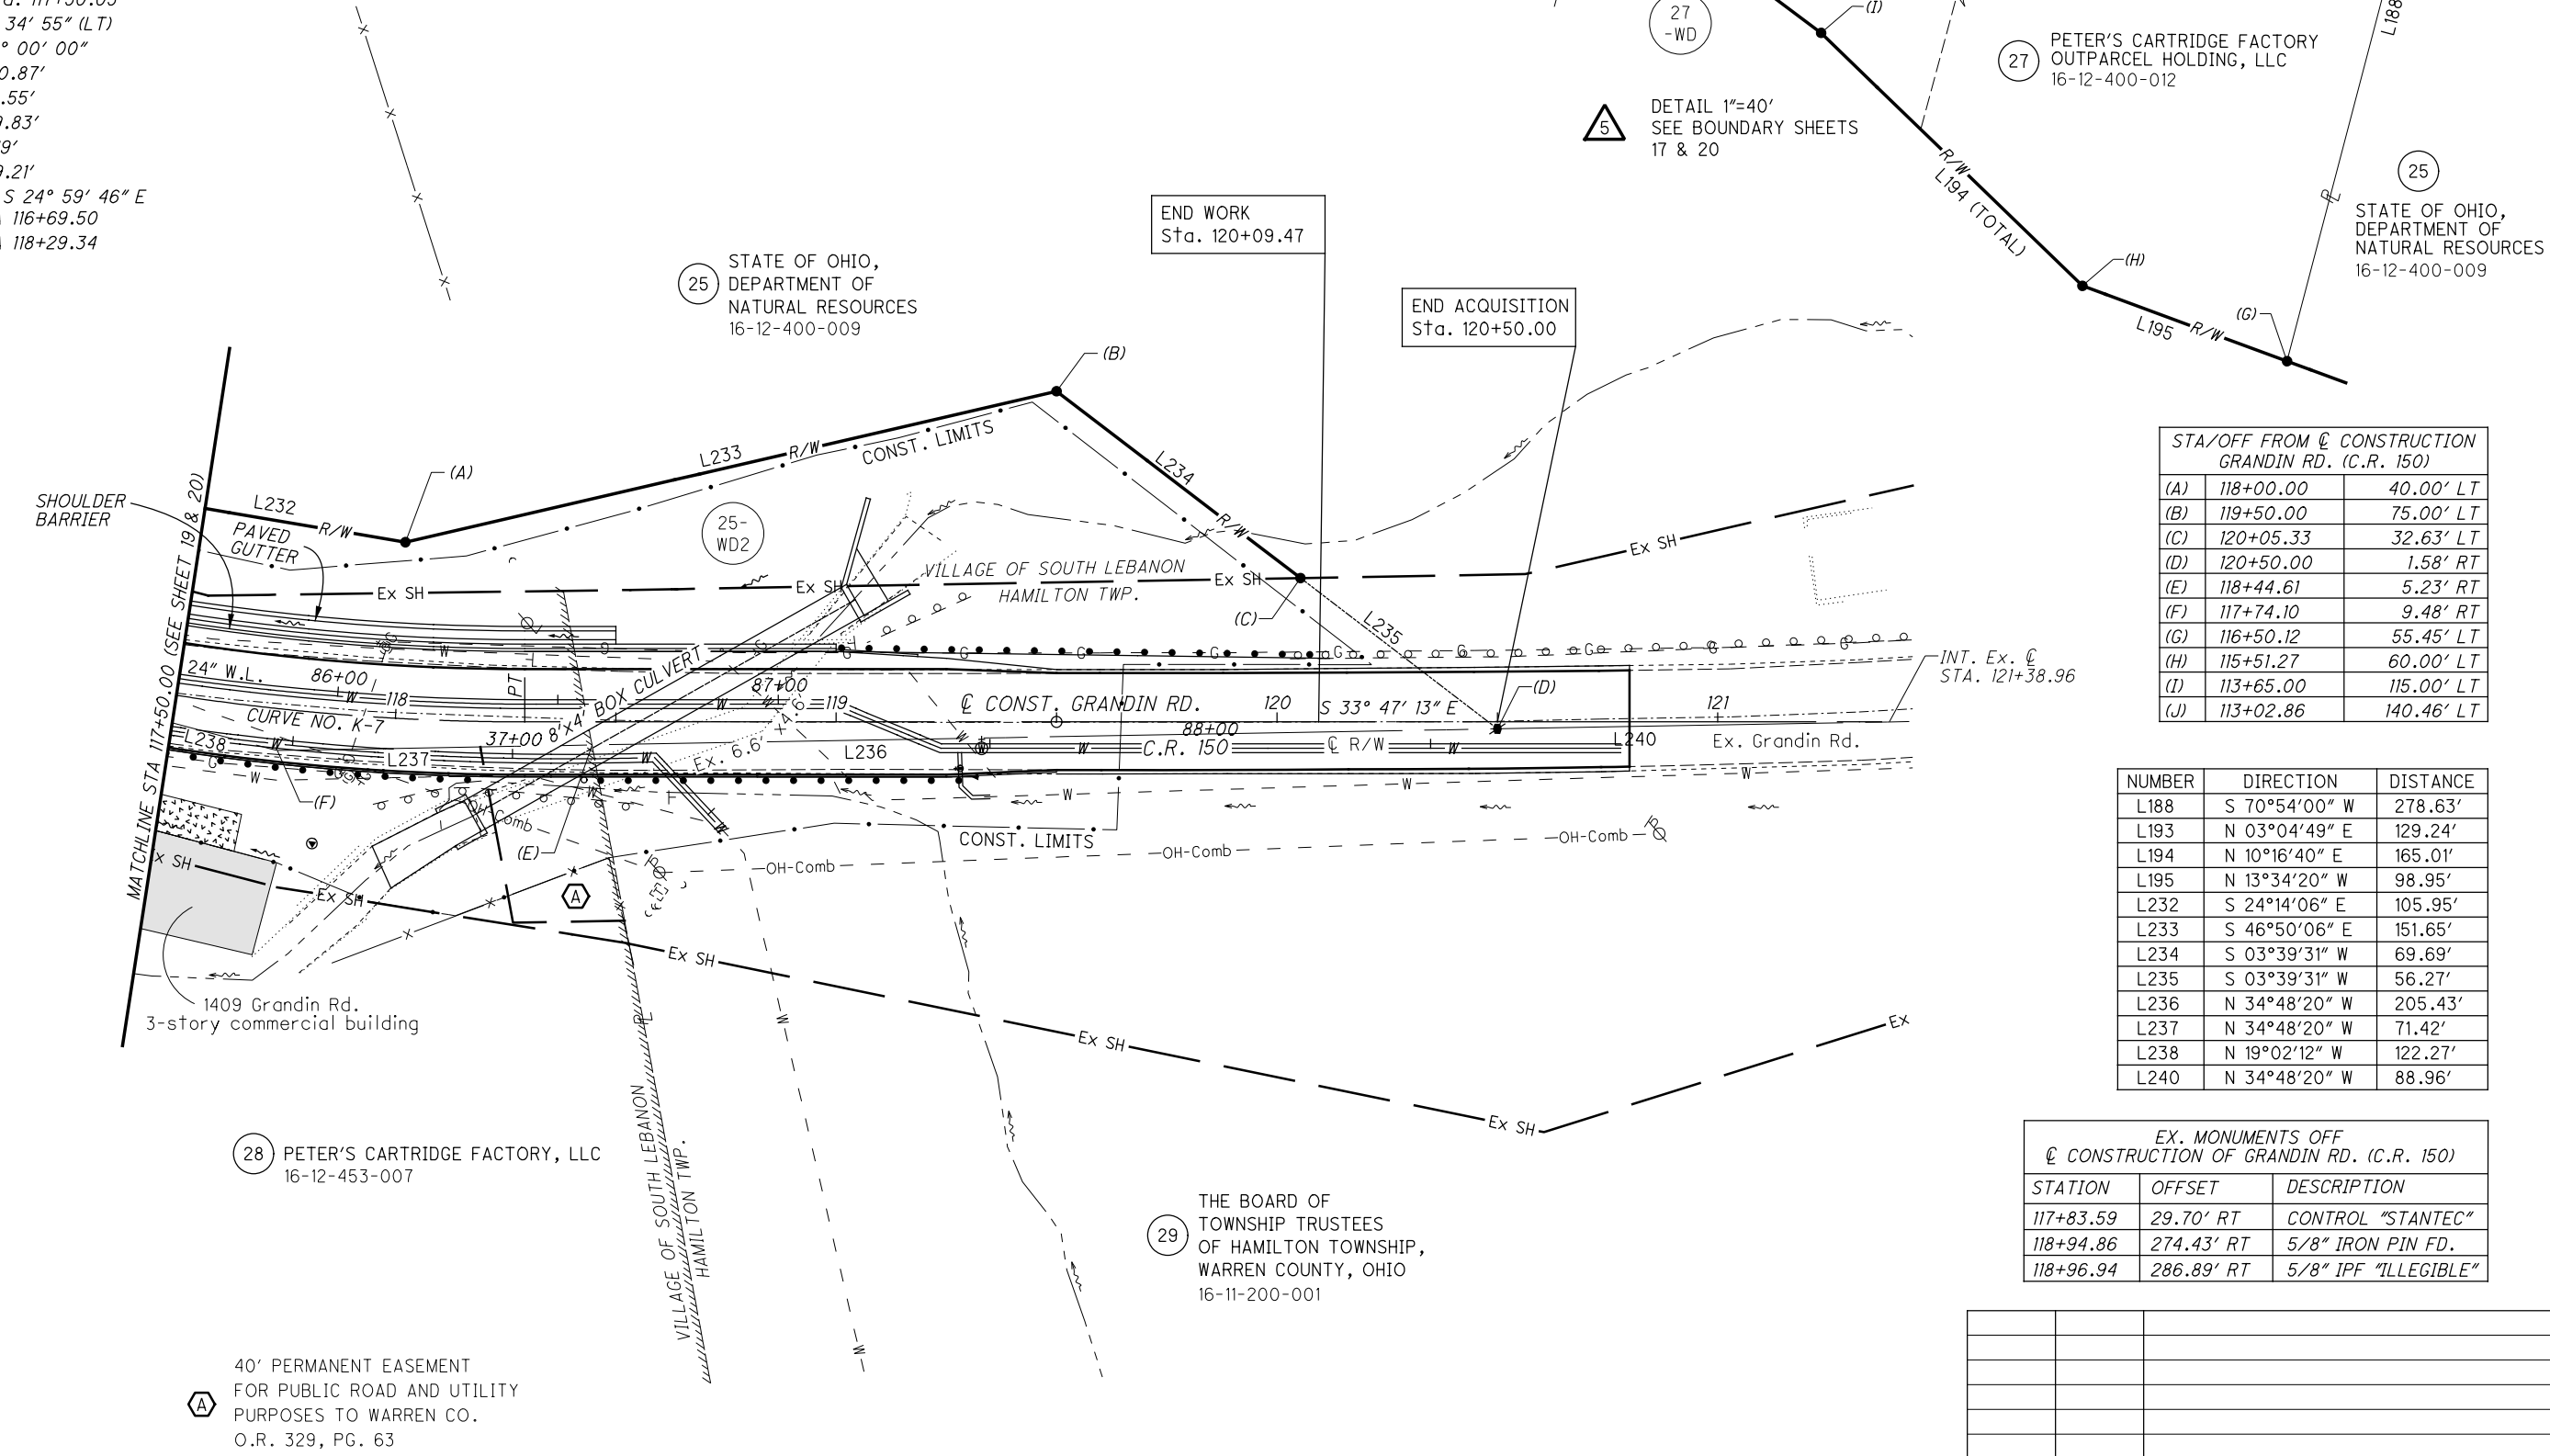 34' 55" (LT)
° 00' 00"
0.87'
.55'
9.83'
9.21'
S 24° 59' 46" E
116+69.50
118+29.34
27
-WD
(I)
L188
27
PETER'S CARTRIDGE FACTORY
OUTPARCEL HOLDING, LLC
16-12-400-012
5
DETAIL 1"=40'
SEE BOUNDARY SHEETS
17 & 20
R/W
L194 (TOTAL)
25
STATE OF OHIO,
DEPARTMENT OF
NATURAL RESOURCES
16-12-400-009
(H)
(G)
L195
R/W
END WORK
Sta. 120+09.47
END ACQUISITION
Sta. 120+50.00
25
STATE OF OHIO,
DEPARTMENT OF
NATURAL RESOURCES
16-12-400-009
(B)
(A)
L233
R/W
CONST. LIMITS
L234
R/W
L232
R/W
SHOULDER
BARRIER
PAVED
GUTTER
25-
WD2
Ex SH
Ex SH
VILLAGE OF SOUTH LEBANON
HAMILTON TWP.
Ex SH
Ex SH
(C)
L235
MATCHLINE STA 117+50.00 (SEE SHEET 19 & 20)
24" W.L.
86+00
118
PT
8'X4' BOX CULVERT
87+00
119
℄ CONST. GRANDIN RD.
120
S 33° 47' 13" E
(D)
121
INT. Ex. ℄
STA. 121+38.96
CURVE NO. K-7
L238
L237
37+00
Ex. 6.6' X 4.6'
L236
88+00
C.R. 150
℄ R/W
L240
Ex. Grandin Rd.
(F)
(E)
OH-Comb
CONST. LIMITS
OH-Comb
OH-Comb
OH-Comb
x SH
Ex SH
A
Ex SH
Ex SH
Ex SH
Ex
1409 Grandin Rd.
3-story commercial building
28
PETER'S CARTRIDGE FACTORY, LLC
16-12-453-007
VILLAGE OF SOUTH LEBANON
HAMILTON TWP.
29
THE BOARD OF
TOWNSHIP TRUSTEES
OF HAMILTON TOWNSHIP,
WARREN COUNTY, OHIO
16-11-200-001
A
40' PERMANENT EASEMENT
FOR PUBLIC ROAD AND UTILITY
PURPOSES TO WARREN CO.
O.R. 329, PG. 63
STA/OFF FROM ℄ CONSTRUCTION
GRANDIN RD. (C.R. 150)
(A) 118+00.00 40.00' LT
(B) 119+50.00 75.00' LT
(C) 120+05.33 32.63' LT
(D) 120+50.00 1.58' RT
(E) 118+44.61 5.23' RT
(F) 117+74.10 9.48' RT
(G) 116+50.12 55.45' LT
(H) 115+51.27 60.00' LT
(I) 113+65.00 115.00' LT
(J) 113+02.86 140.46' LT
NUMBER DIRECTION DISTANCE
L188 S 70°54'00" W 278.63'
L193 N 03°04'49" E 129.24'
L194 N 10°16'40" E 165.01'
L195 N 13°34'20" W 98.95'
L232 S 24°14'06" E 105.95'
L233 S 46°50'06" E 151.65'
L234 S 03°39'31" W 69.69'
L235 S 03°39'31" W 56.27'
L236 N 34°48'20" W 205.43'
L237 N 34°48'20" W 71.42'
L238 N 19°02'12" W 122.27'
L240 N 34°48'20" W 88.96'
EX. MONUMENTS OFF
℄ CONSTRUCTION OF GRANDIN RD. (C.R. 150)
STATION OFFSET DESCRIPTION
117+83.59 29.70' RT CONTROL "STANTEC"
118+94.86 274.43' RT 5/8" IRON PIN FD.
118+96.94 286.89' RT 5/8" IPF "ILLEGIBLE"